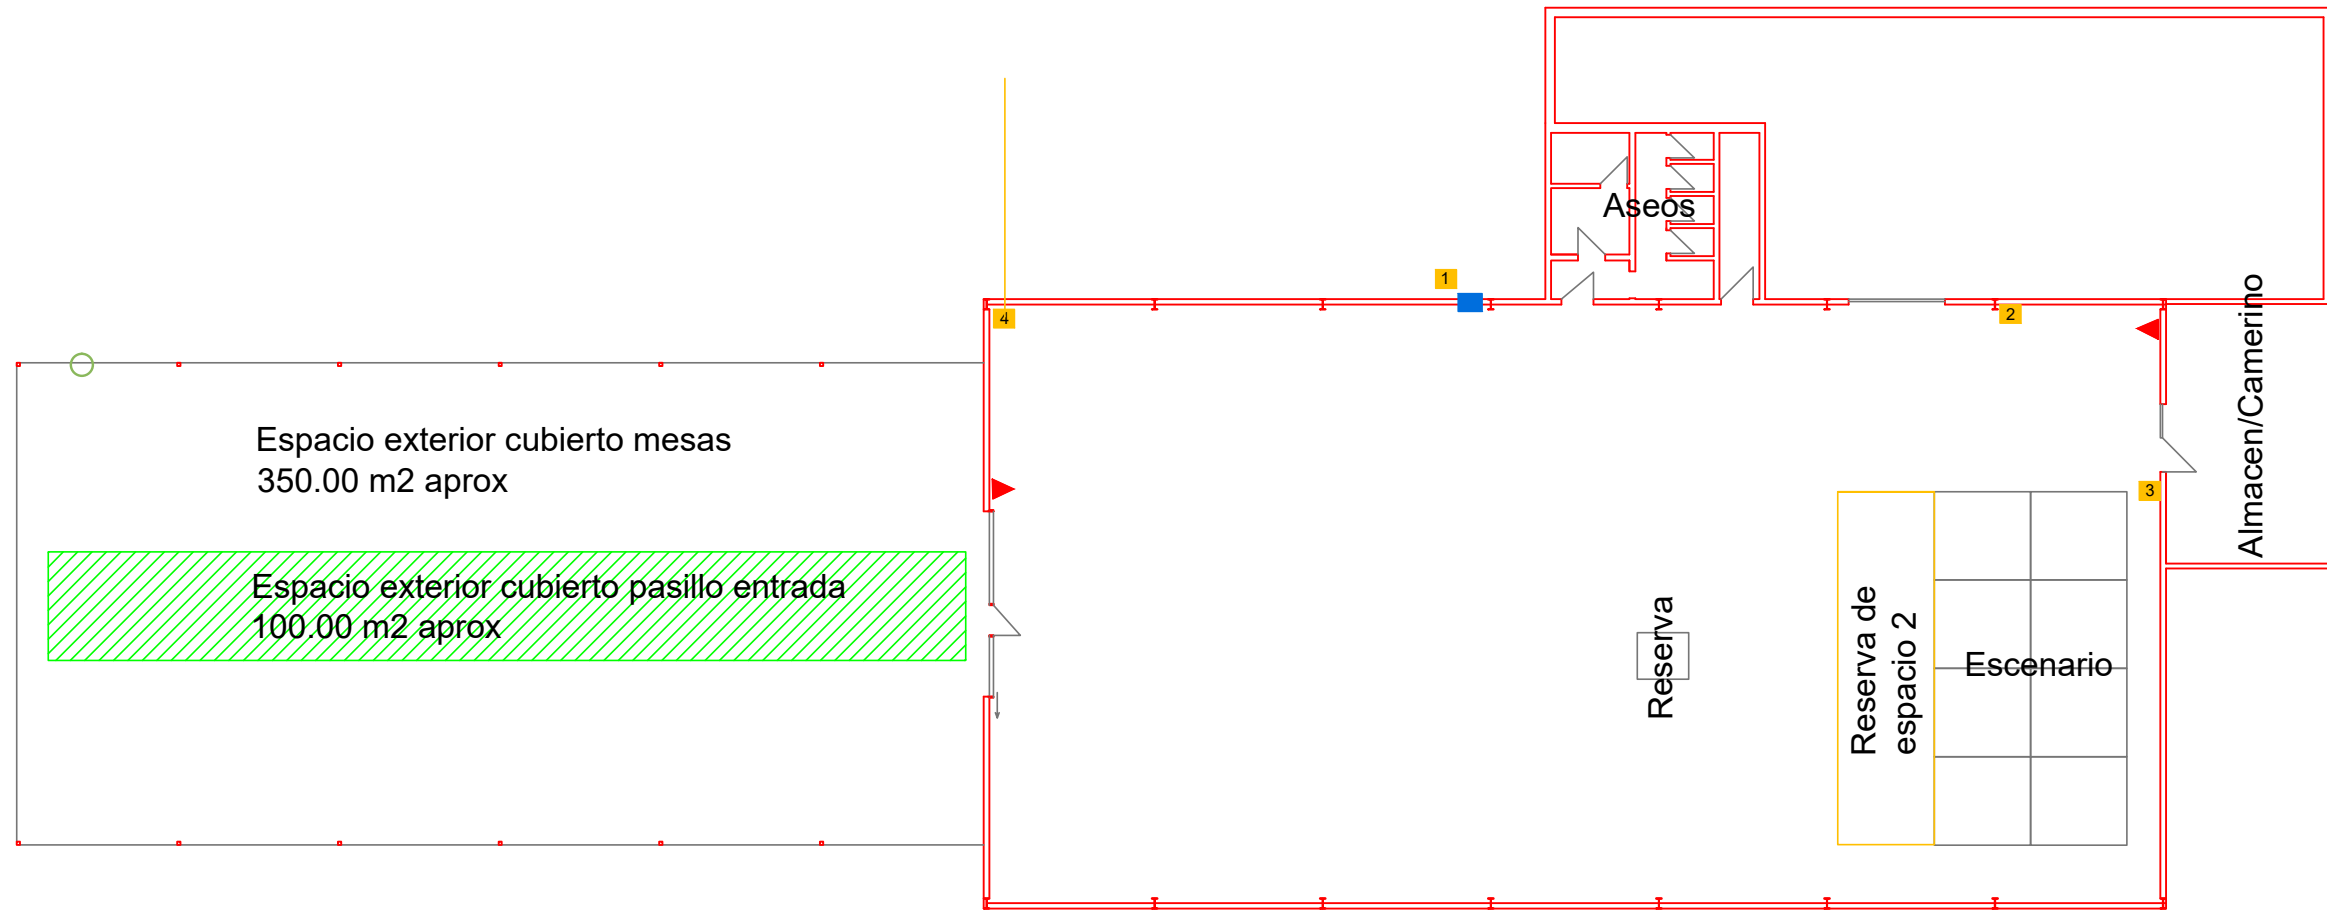 Aseos
1
4
2
Almacen/Camerino
Espacio exterior cubierto mesas
350.00 m2 aprox
3
Espacio exterior cubierto pasillo entrada
100.00 m2 aprox
Reserva
Reserva de
espacio 2
Escenario